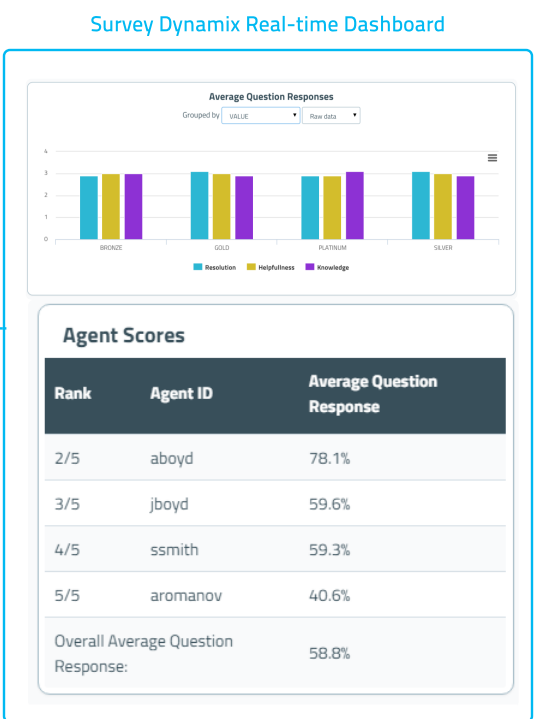 Survey Dynamix Real-time Dashboard
Average Question Responses
Grouped by VALUE Raw data
4
3
2
1
0
BRONZE GOLD PLATINUM SILVER
Resolution Helpfullness Knowledge
Agent Scores
Rank Agent ID Average Question
Response
2/5 aboyd 78.1%
3/5 jboyd 59.6%
4/5 ssmith 59.3%
5/5 aromanov 40.6%
Overall Average Question
Response: 58.8%